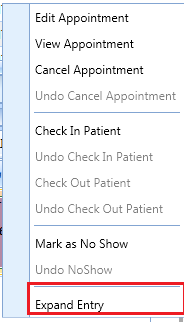 Edit Appointment
View Appointment
Cancel Appointment
Undo Cancel Appointment
Check In Patient
Undo Check In Patient
Check Out Patient
Undo Check Out Patient
Mark as No Show
Undo NoShow
Expand Entry